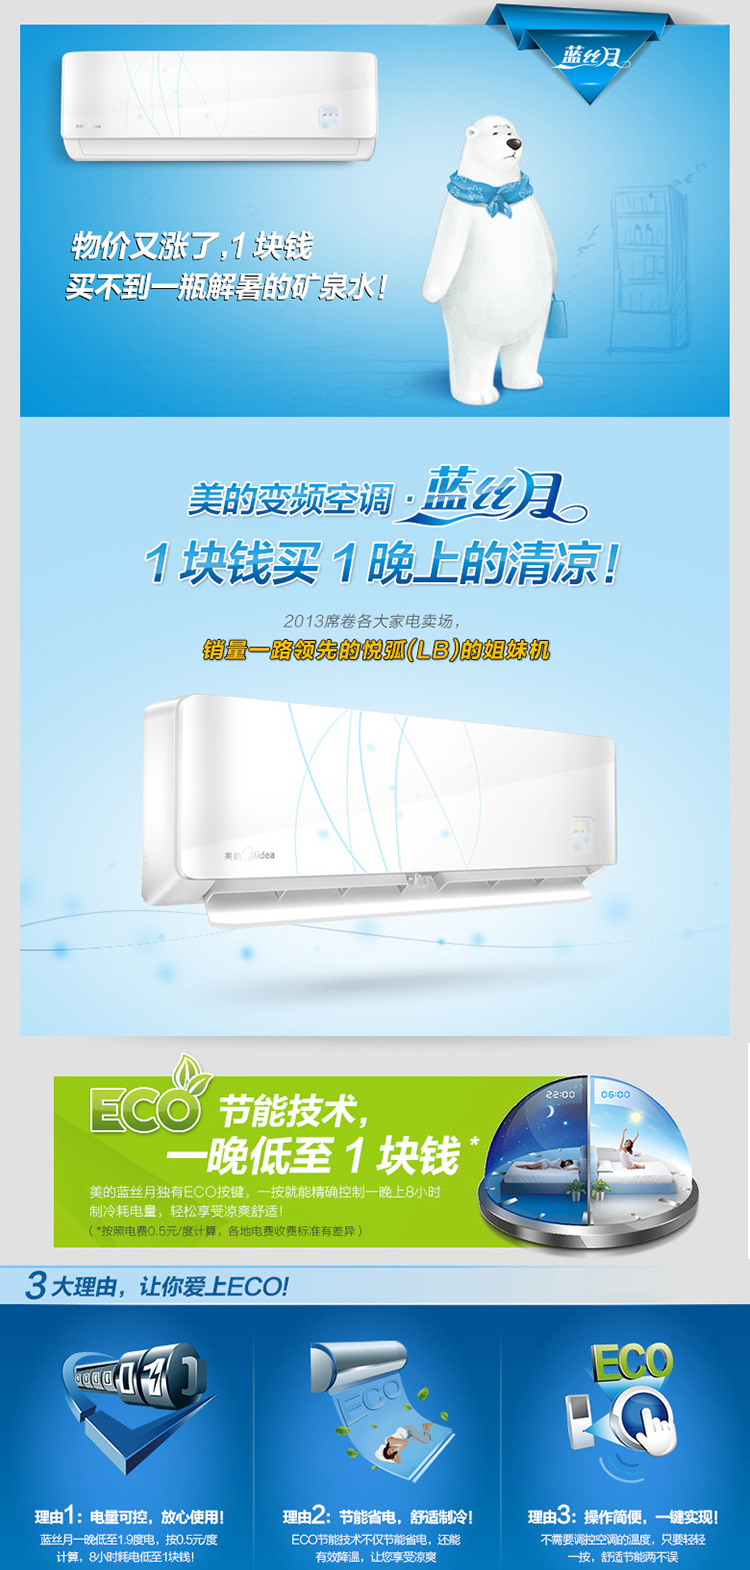 蓝丝月
物价又涨了,1块钱
买不到一瓶解暑的矿泉水!
美的变频空调·蓝丝月
1块钱买1晚上的清凉!
2013席卷各大家电卖场，
销量一路领先的悦弧(LB)的姐妹机
美的 Midea
ECO 节能技术，
一晚低至1块钱*
22:00 06:00
美的蓝丝月独有ECO按键，一按就能精确控制一晚上8小时
制冷耗电量，轻松享受凉爽舒适!
(*按照电费0.5元/度计算，各地电费收费标准有差异)
3大理由，让你爱上ECO!
ECO
ECO
理由1：电量可控，放心使用!
蓝丝月一晚低至1.9度电，按0.5元/度
计算，8小时耗电低至1块钱!
理由2：节能省电，舒适制冷!
ECO节能技术不仅节能省电，还能
有效降温，让您享受凉爽
理由3：操作简便，一键实现!
不需要调控空调的温度，只要轻轻
一按，舒适节能两不误